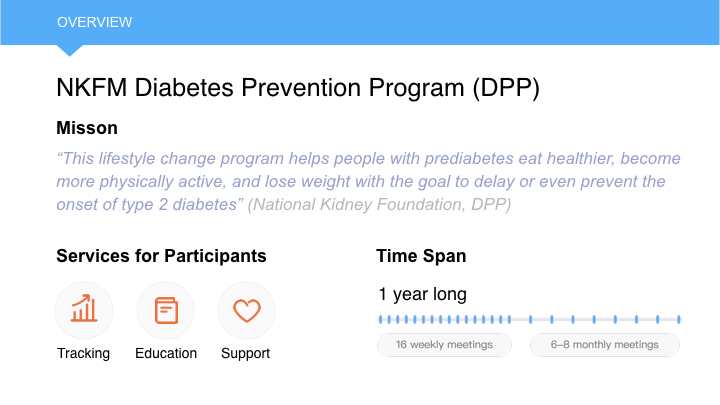 OVERVIEW
NKFM Diabetes Prevention Program (DPP)
Misson
“This lifestyle change program helps people with prediabetes eat healthier, become
more physically active, and lose weight with the goal to delay or even prevent the
onset of type 2 diabetes” (National Kidney Foundation, DPP)
Services for Participants
Tracking
Education
Support
Time Span
1 year long
16 weekly meetings
6–8 monthly meetings